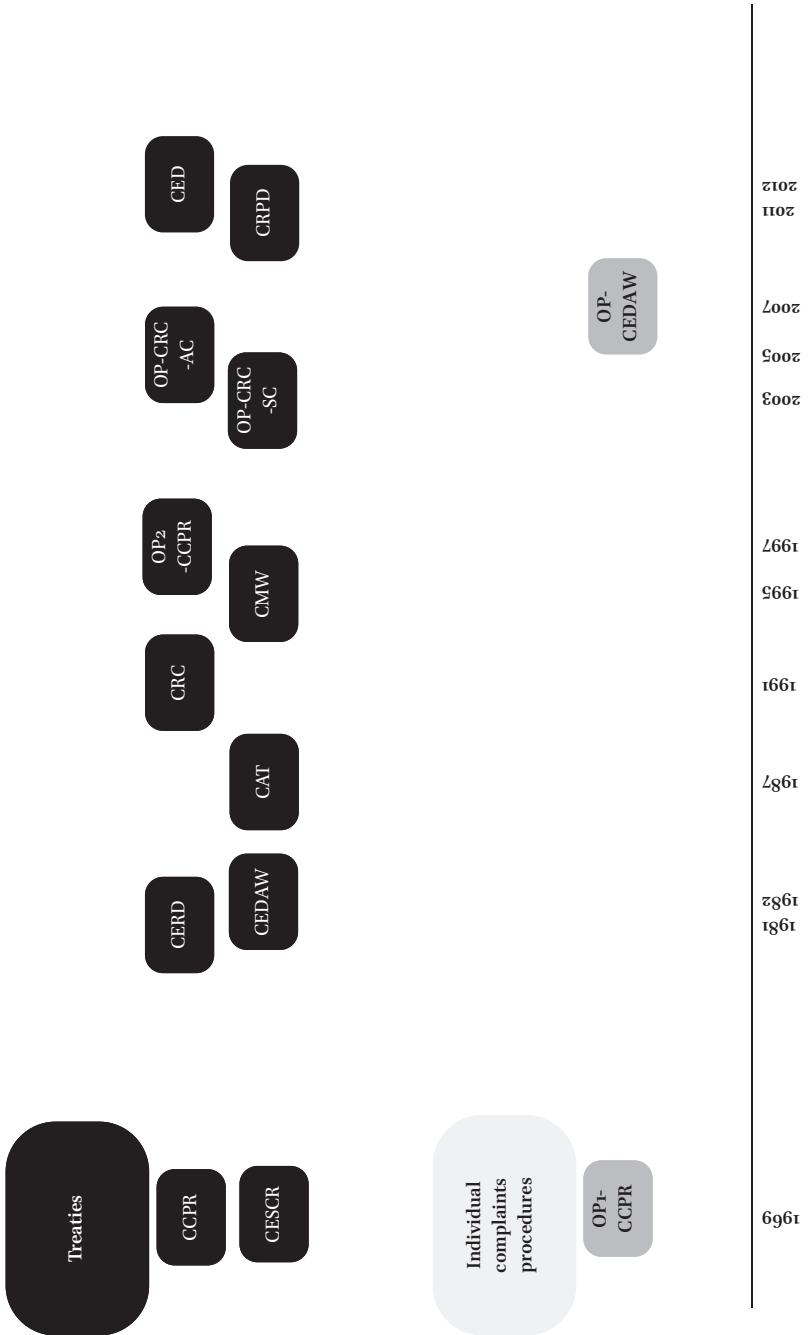 Treaties
CCPR
CESCR
CERD
CEDAW
CAT
CRC
CMW
OP2
-CCPR
OP-CRC
-SC
OP-CRC
-AC
CRPD
CED
Individual
complaints
procedures
OP1-
CCPR
OP-
CEDAW
1969
1981
1982
1987
1991
1995
1997
2003
2005
2007
2011
2012